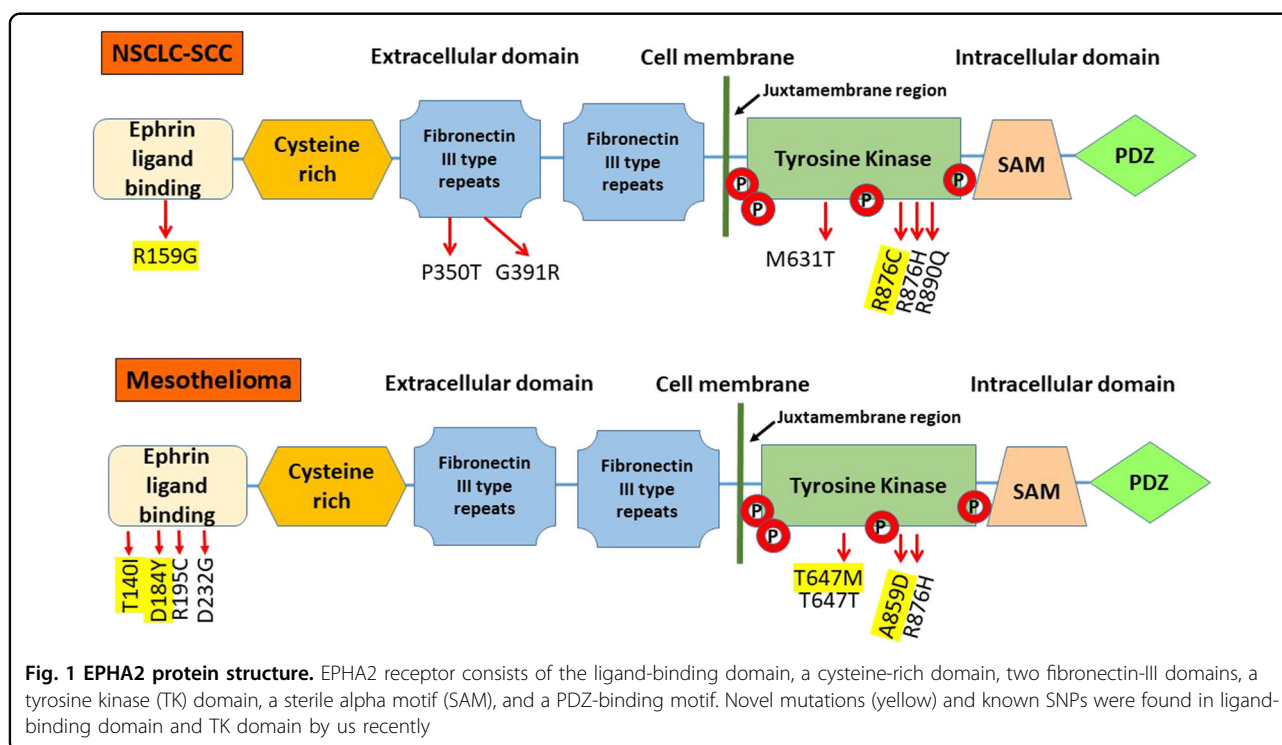 NSCLC-SCC
Extracellular domain
Cell membrane
Intracellular domain
Juxtamembrane region
Ephrin
ligand
binding
Cysteine
rich
Fibronectin
III type
repeats
Fibronectin
III type
repeats
Tyrosine Kinase
SAM
PDZ
P
P
P
P
R159G
P350T G391R
M631T
R876C
R876H
R890Q
Mesothelioma
Extracellular domain
Cell membrane
Intracellular domain
Juxtamembrane region
Ephrin
ligand
binding
Cysteine
rich
Fibronectin
III type
repeats
Fibronectin
III type
repeats
Tyrosine Kinase
SAM
PDZ
P
P
P
P
T140I
D184Y
R195C
D232G
T647M
T647T
A859D
R876H
Fig. 1 EPHA2 protein structure. EPHA2 receptor consists of the ligand-binding domain, a cysteine-rich domain, two fibronectin-III domains, a
tyrosine kinase (TK) domain, a sterile alpha motif (SAM), and a PDZ-binding motif. Novel mutations (yellow) and known SNPs were found in ligand-
binding domain and TK domain by us recently